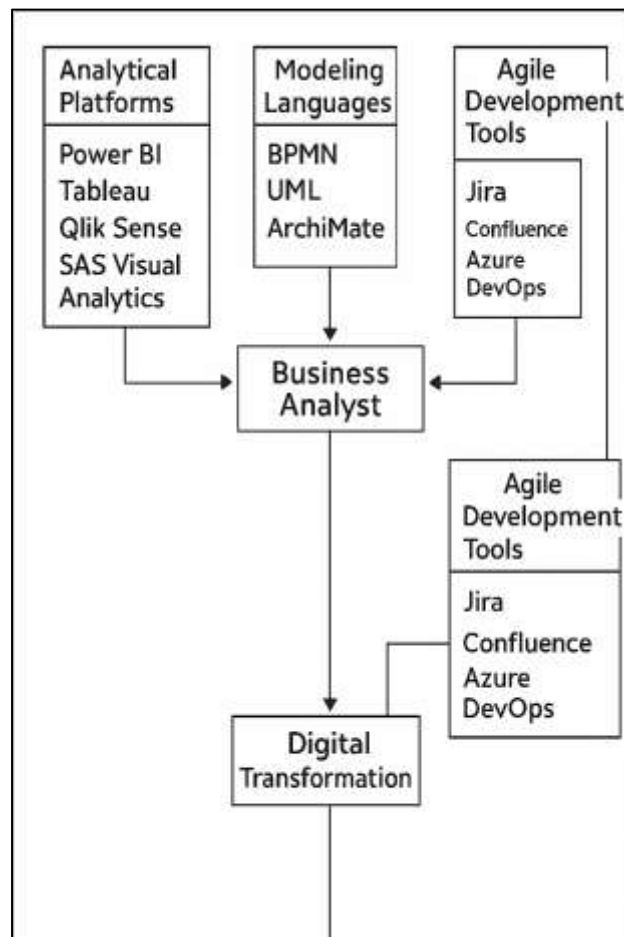 Analytical
Platforms
Power BI
Tableau
Qlik Sense
SAS Visual
Analytics
Modeling
Languages
BPMN
UML
ArchiMate
Agile
Development
Tools
Jira
Confluence
Azure
DevOps
Business
Analyst
Agile
Development
Tools
Jira
Confluence
Azure
DevOps
Digital
Transformation